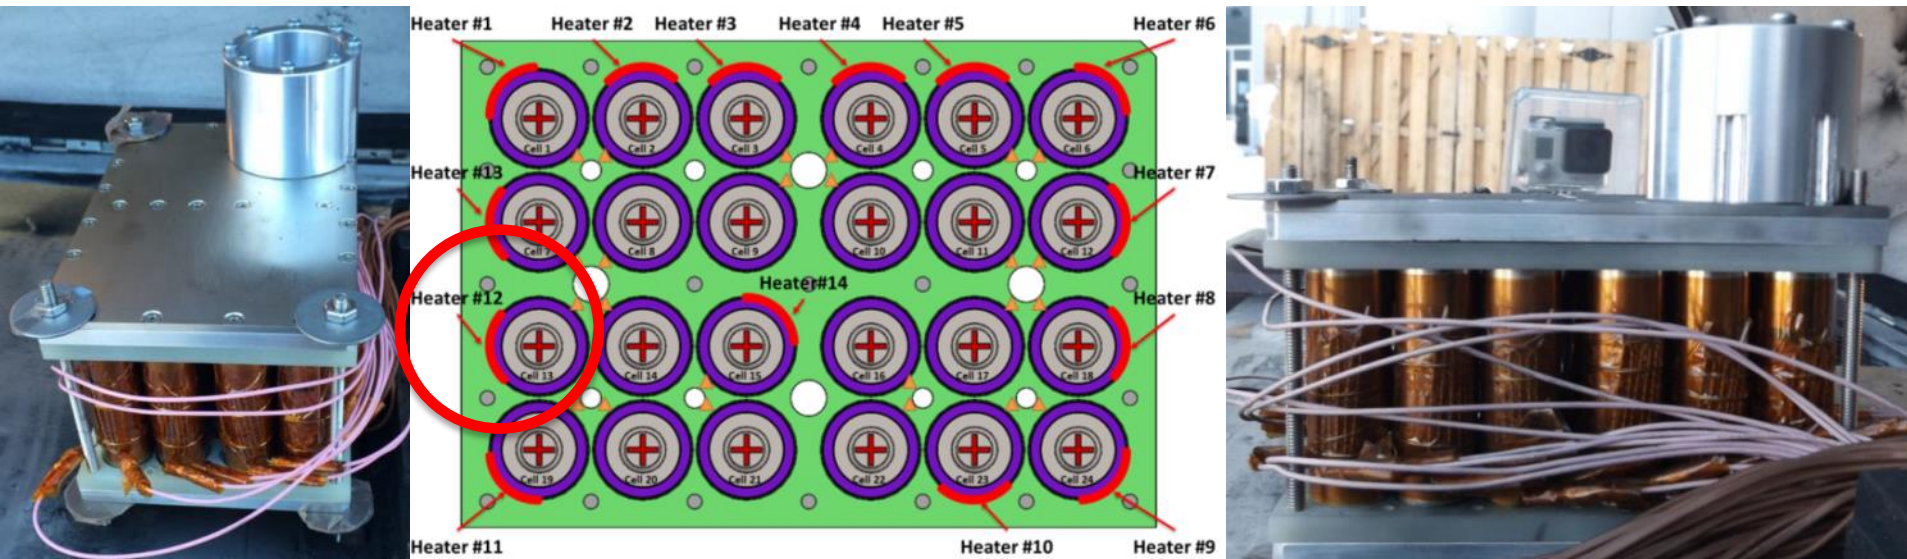 Heater #1
Heater #2
Heater #3
Heater #4
Heater #5
Heater #6
Cell 1
Cell 2
Cell 3
Cell 4
Cell 5
Cell 6
Heater #13
Heater #7
Cell 7
Cell 8
Cell 9
Cell 10
Cell 11
Cell 12
Heater #12
Heater#14
Heater #8
Cell 13
Cell 14
Cell 15
Cell 16
Cell 17
Cell 18
Cell 19
Cell 20
Cell 21
Cell 22
Cell 23
Cell 24
Heater #11
Heater #10
Heater #9